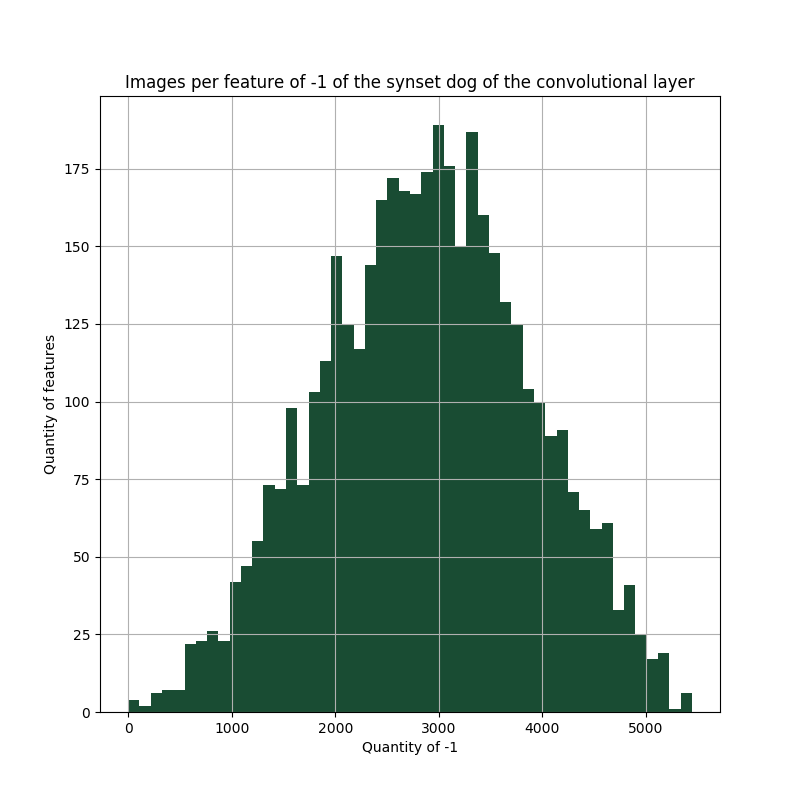 Images per feature of -1 of the synset dog of the convolutional layer
Quantity of features
175
150
125
100
75
50
25
0
0 1000 2000 3000 4000 5000
Quantity of -1